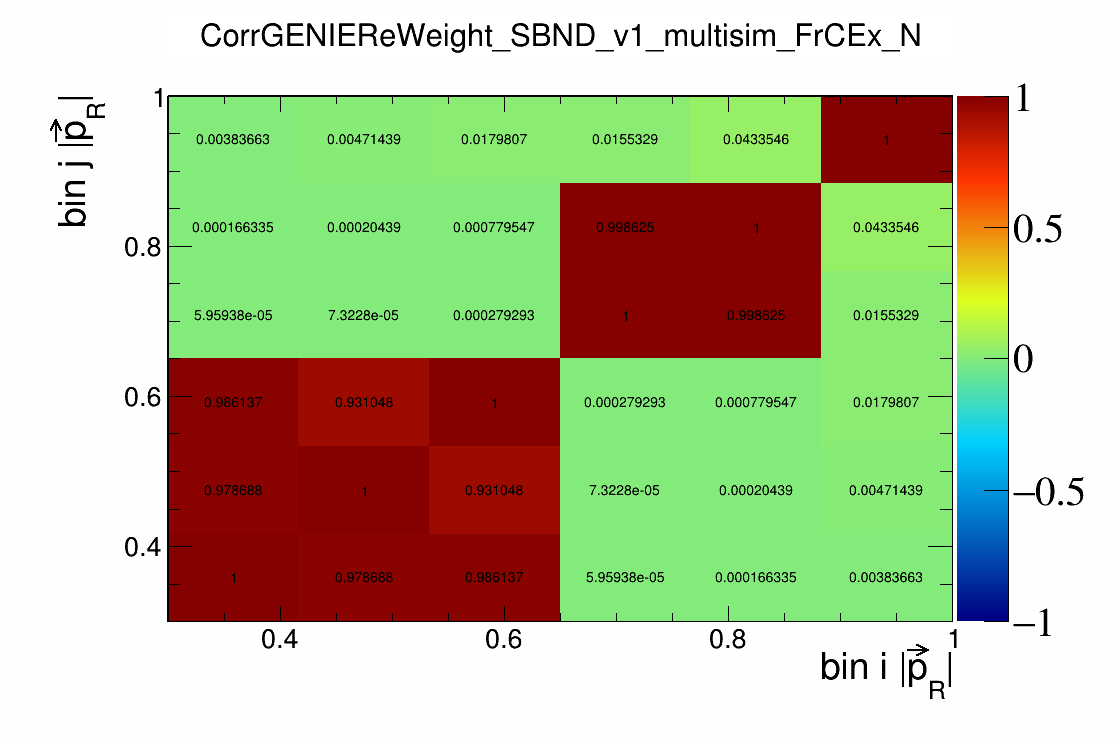 CorrGENIEReWeight_SBND_v1_multisim_FrCEx_N
bin j |p⃗_R|
1
0.8
0.6
0.4
0.00383663 0.00471439 0.0179807 0.0155329 0.0433546 1
0.000166335 0.00020439 0.000779547 0.998625 1 0.0433546
5.95938e-05 7.3228e-05 0.000279293 1 0.998625 0.0155329
0.986137 0.931048 1 0.000279293 0.000779547 0.0179807
0.978688 1 0.931048 7.3228e-05 0.00020439 0.00471439
1 0.978688 0.986137 5.95938e-05 0.000166335 0.00383663
0.4 0.6 0.8 1
bin i |p⃗_R|
1
0.5
0
−0.5
−1